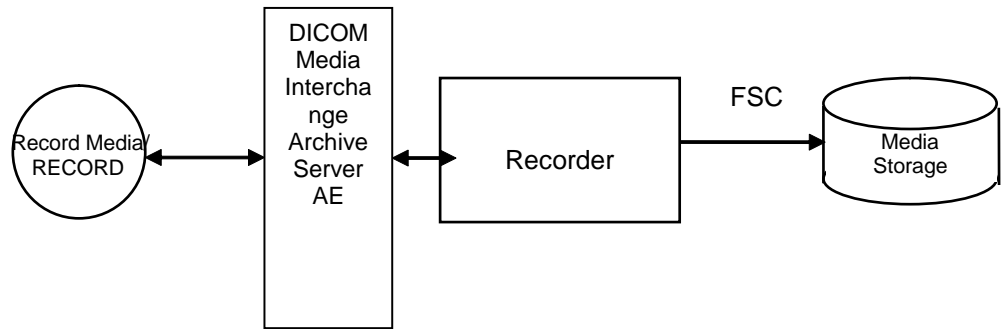 Record Media/
RECORD
DICOM
Media
Intercha
nge
Archive
Server
AE
Recorder
FSC
Media
Storage